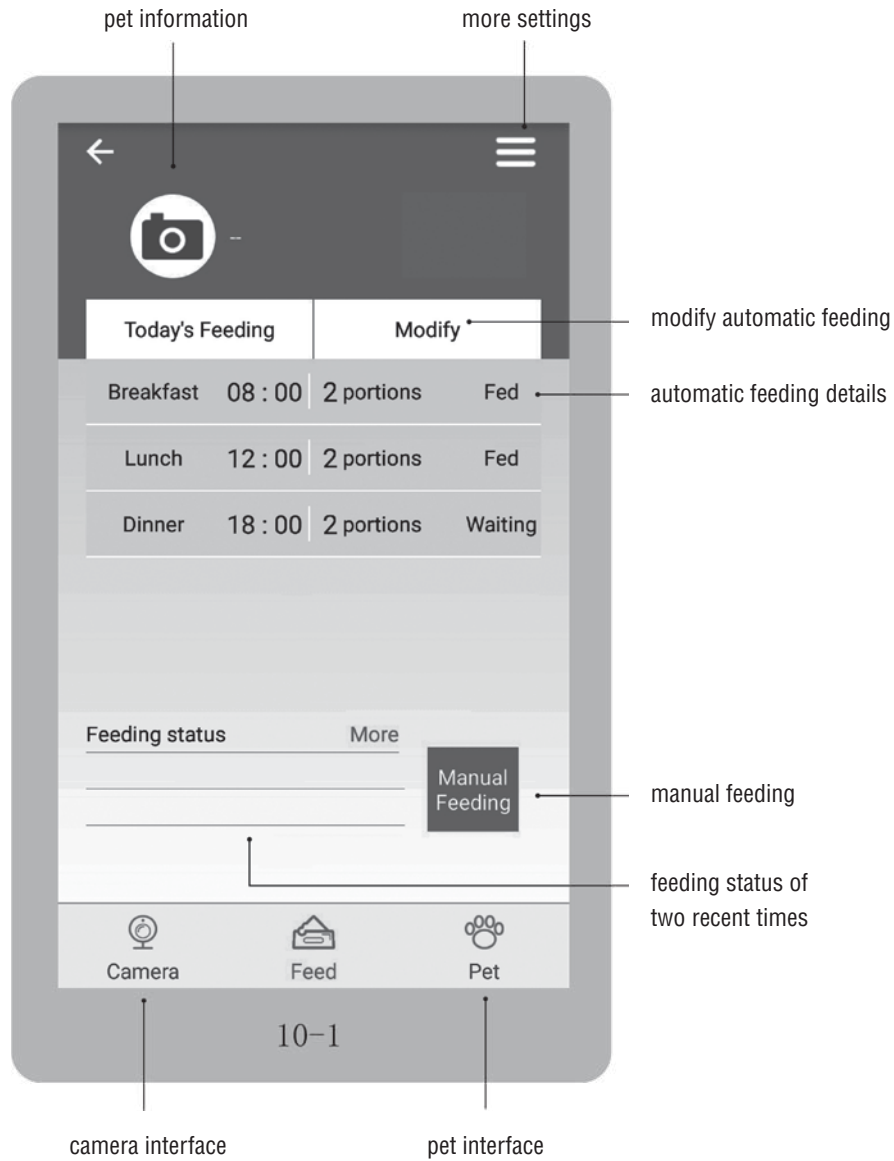 pet information
more settings
--
Today's Feeding
Modify
modify automatic feeding
Breakfast 08 : 00 2 portions Fed
automatic feeding details
Lunch 12 : 00 2 portions Fed
Dinner 18 : 00 2 portions Waiting
Feeding status More
Manual
Feeding
manual feeding
feeding status of
two recent times
Camera
Feed
Pet
10-1
camera interface
pet interface